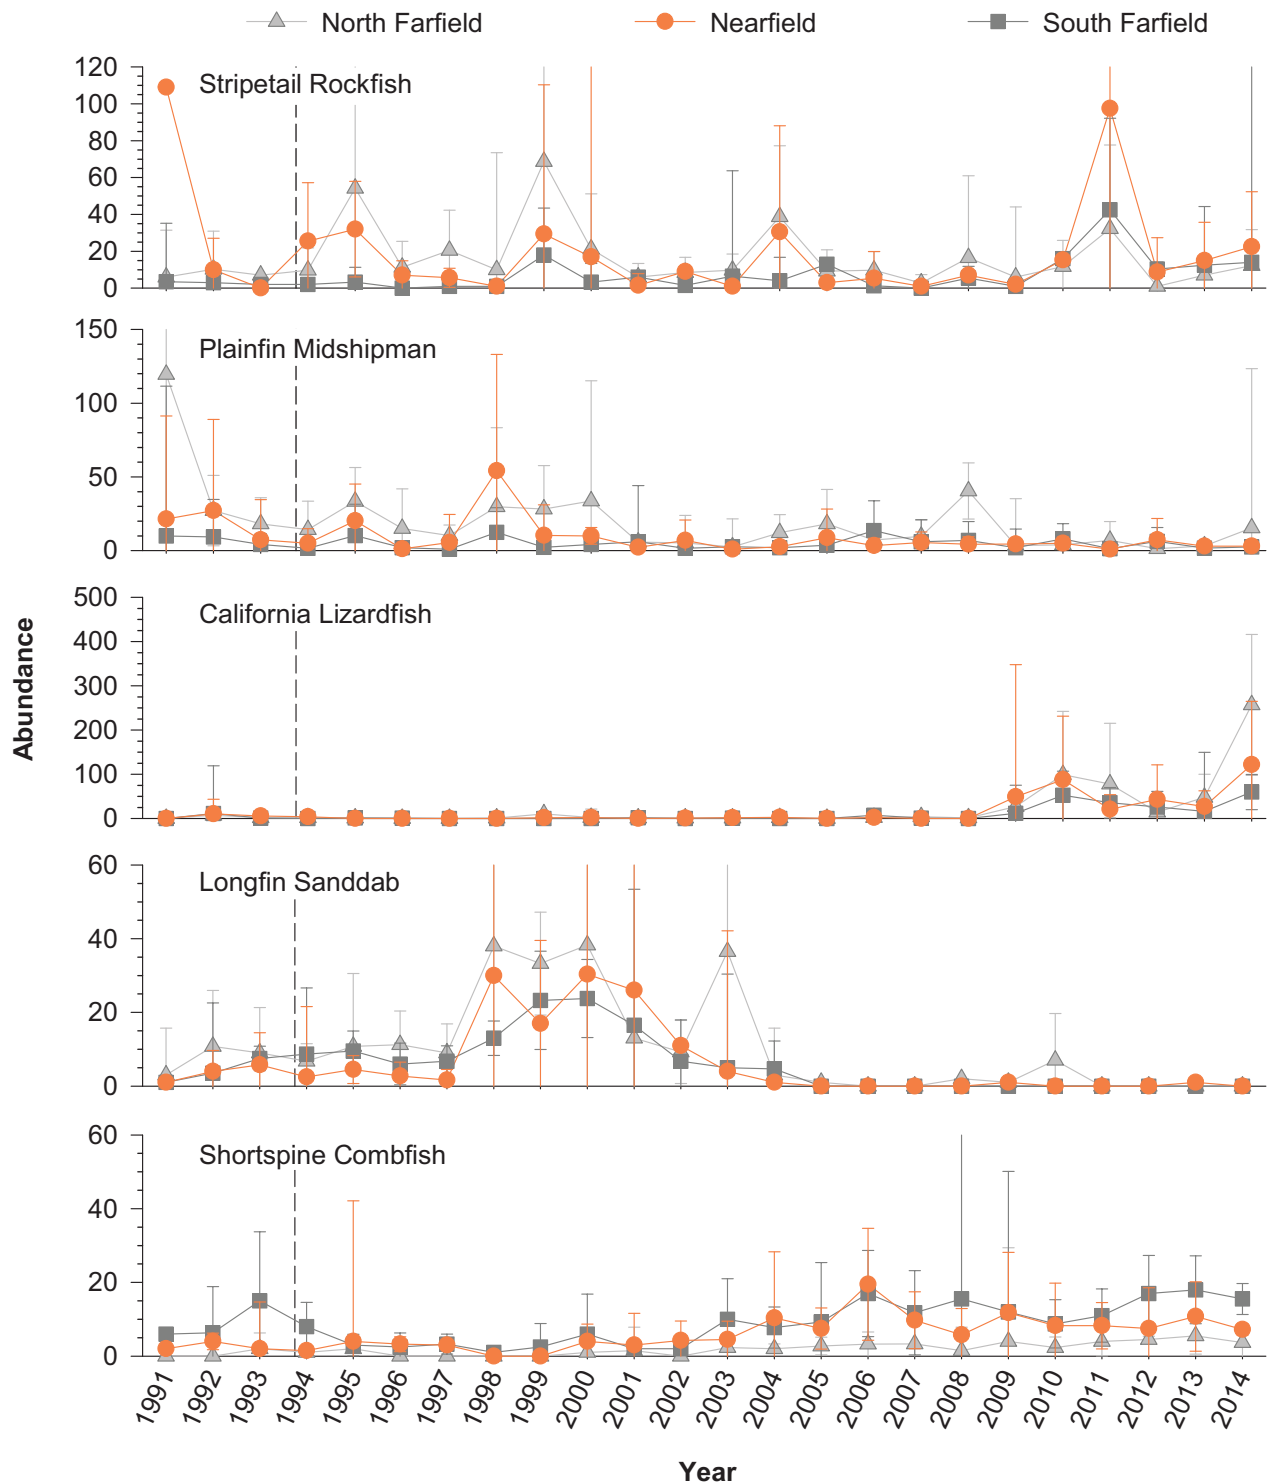 North Farfield Nearfield South Farfield
120
100
80
60
40
20
0
Stripetail Rockfish
150
100
50
0
Plainfin Midshipman
500
400
300
200
100
0
California Lizardfish
Abundance
60
40
20
0
Longfin Sanddab
60
40
20
0
Shortspine Combfish
1991 1992 1993 1994 1995 1996 1997 1998 1999 2000 2001 2002 2003 2004 2005 2006 2007 2008 2009 2010 2011 2012 2013 2014
Year